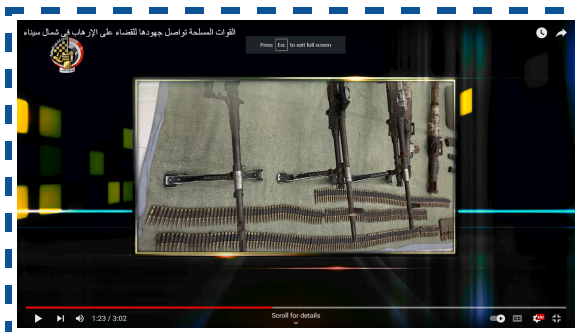 القوات المسلحة تواصل جهودها للقضاء على الإرهاب في شمال سيناء
Press Esc to exit full screen
1:23 / 3:02
Scroll for details
HD